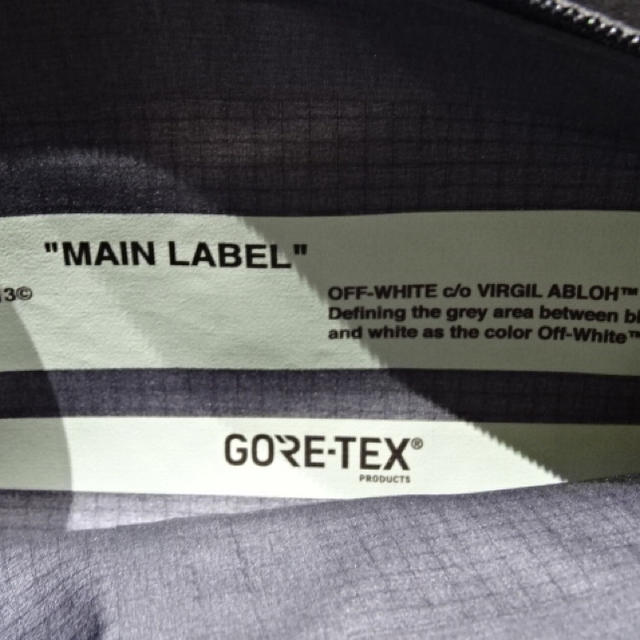 "MAIN LABEL"
13©
OFF-WHITE c/o VIRGIL ABLOH™
Defining the grey area between
and white as the color Off-White™
GORE-TEX®
PRODUCTS